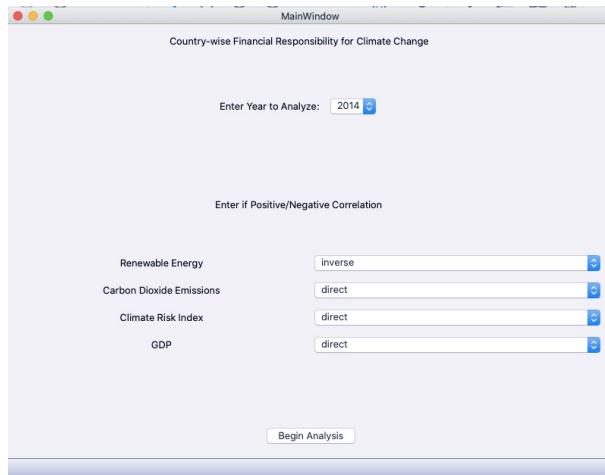 MainWindow
Country-wise Financial Responsibility for Climate Change
Enter Year to Analyze: 2014
Enter if Positive/Negative Correlation
Renewable Energy inverse
Carbon Dioxide Emissions direct
Climate Risk Index direct
GDP direct
Begin Analysis